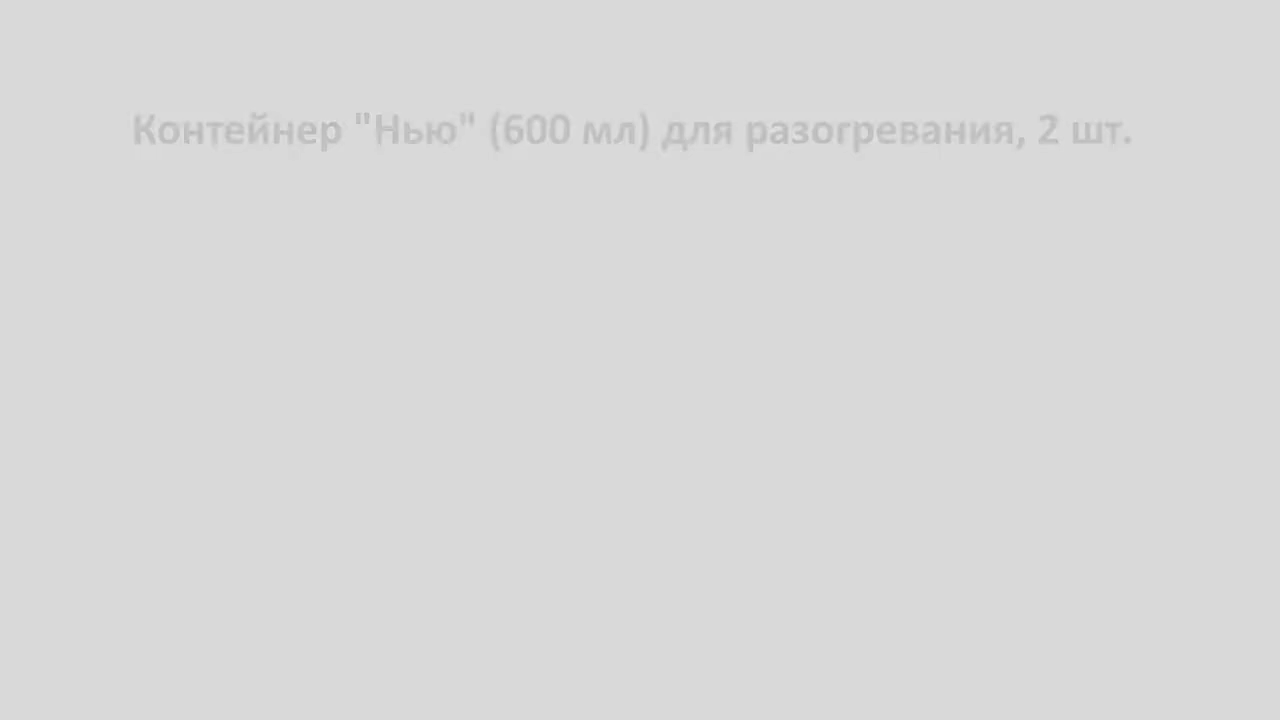 Контейнер "Нью" (600 мл) для разогревания, 2 шт.